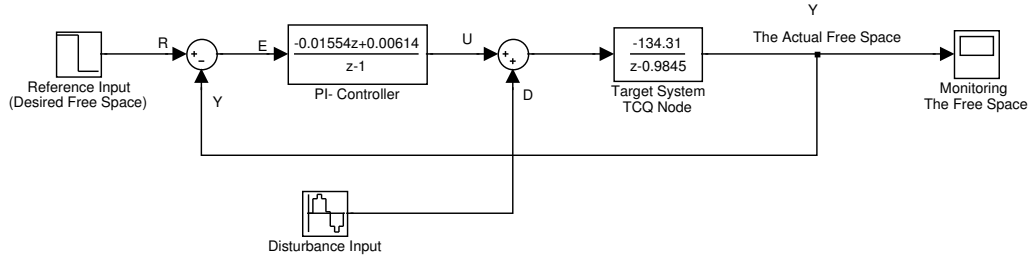 Y
R
E
-0.01554z+0.00614
z-1
U
-134.31
z-0.9845
The Actual Free Space
Reference Input
(Desired Free Space)
Y
PI- Controller
D
Target System
TCQ Node
Monitoring
The Free Space
Disturbance Input